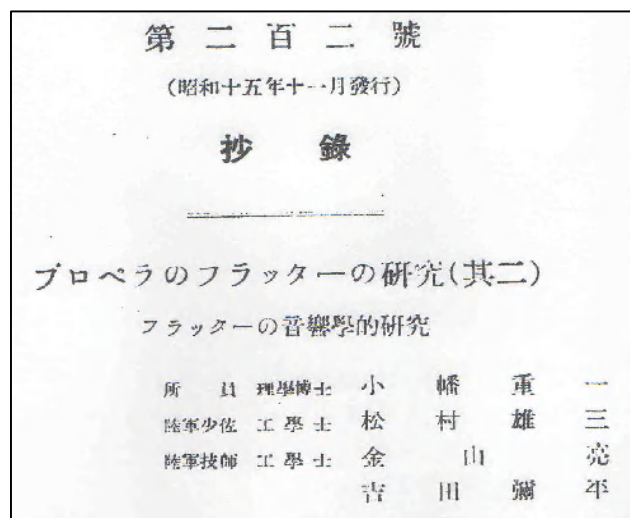 第二百二號
(昭和十五年十一月發行)
抄錄
プロペラのフラッターの研究(其二)
フラッターの音響學的研究
所員 理學博士 小幡重一
陸軍少佐 工學士 松村雄三
陸軍技師 工學士 金山亮
吉田彌平